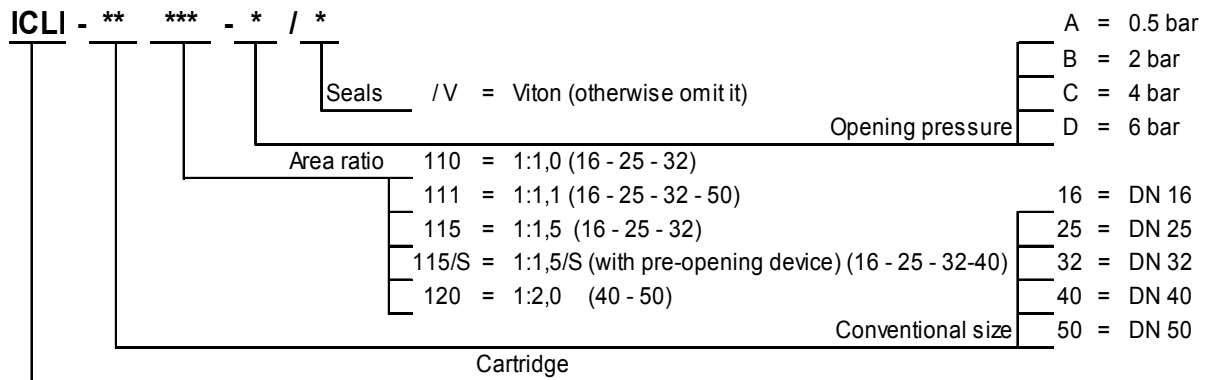 ICLI - ** *** - * / *
A = 0.5 bar
B = 2 bar
Seals / V = Viton (otherwise omit it) C = 4 bar
Opening pressure D = 6 bar
Area ratio 110 = 1:1,0 (16 - 25 - 32)
111 = 1:1,1 (16 - 25 - 32 - 50) 16 = DN 16
115 = 1:1,5 (16 - 25 - 32) 25 = DN 25
115/S = 1:1,5/S (with pre-opening device) (16 - 25 - 32-40) 32 = DN 32
120 = 1:2,0 (40 - 50) 40 = DN 40
Conventional size 50 = DN 50
Cartridge